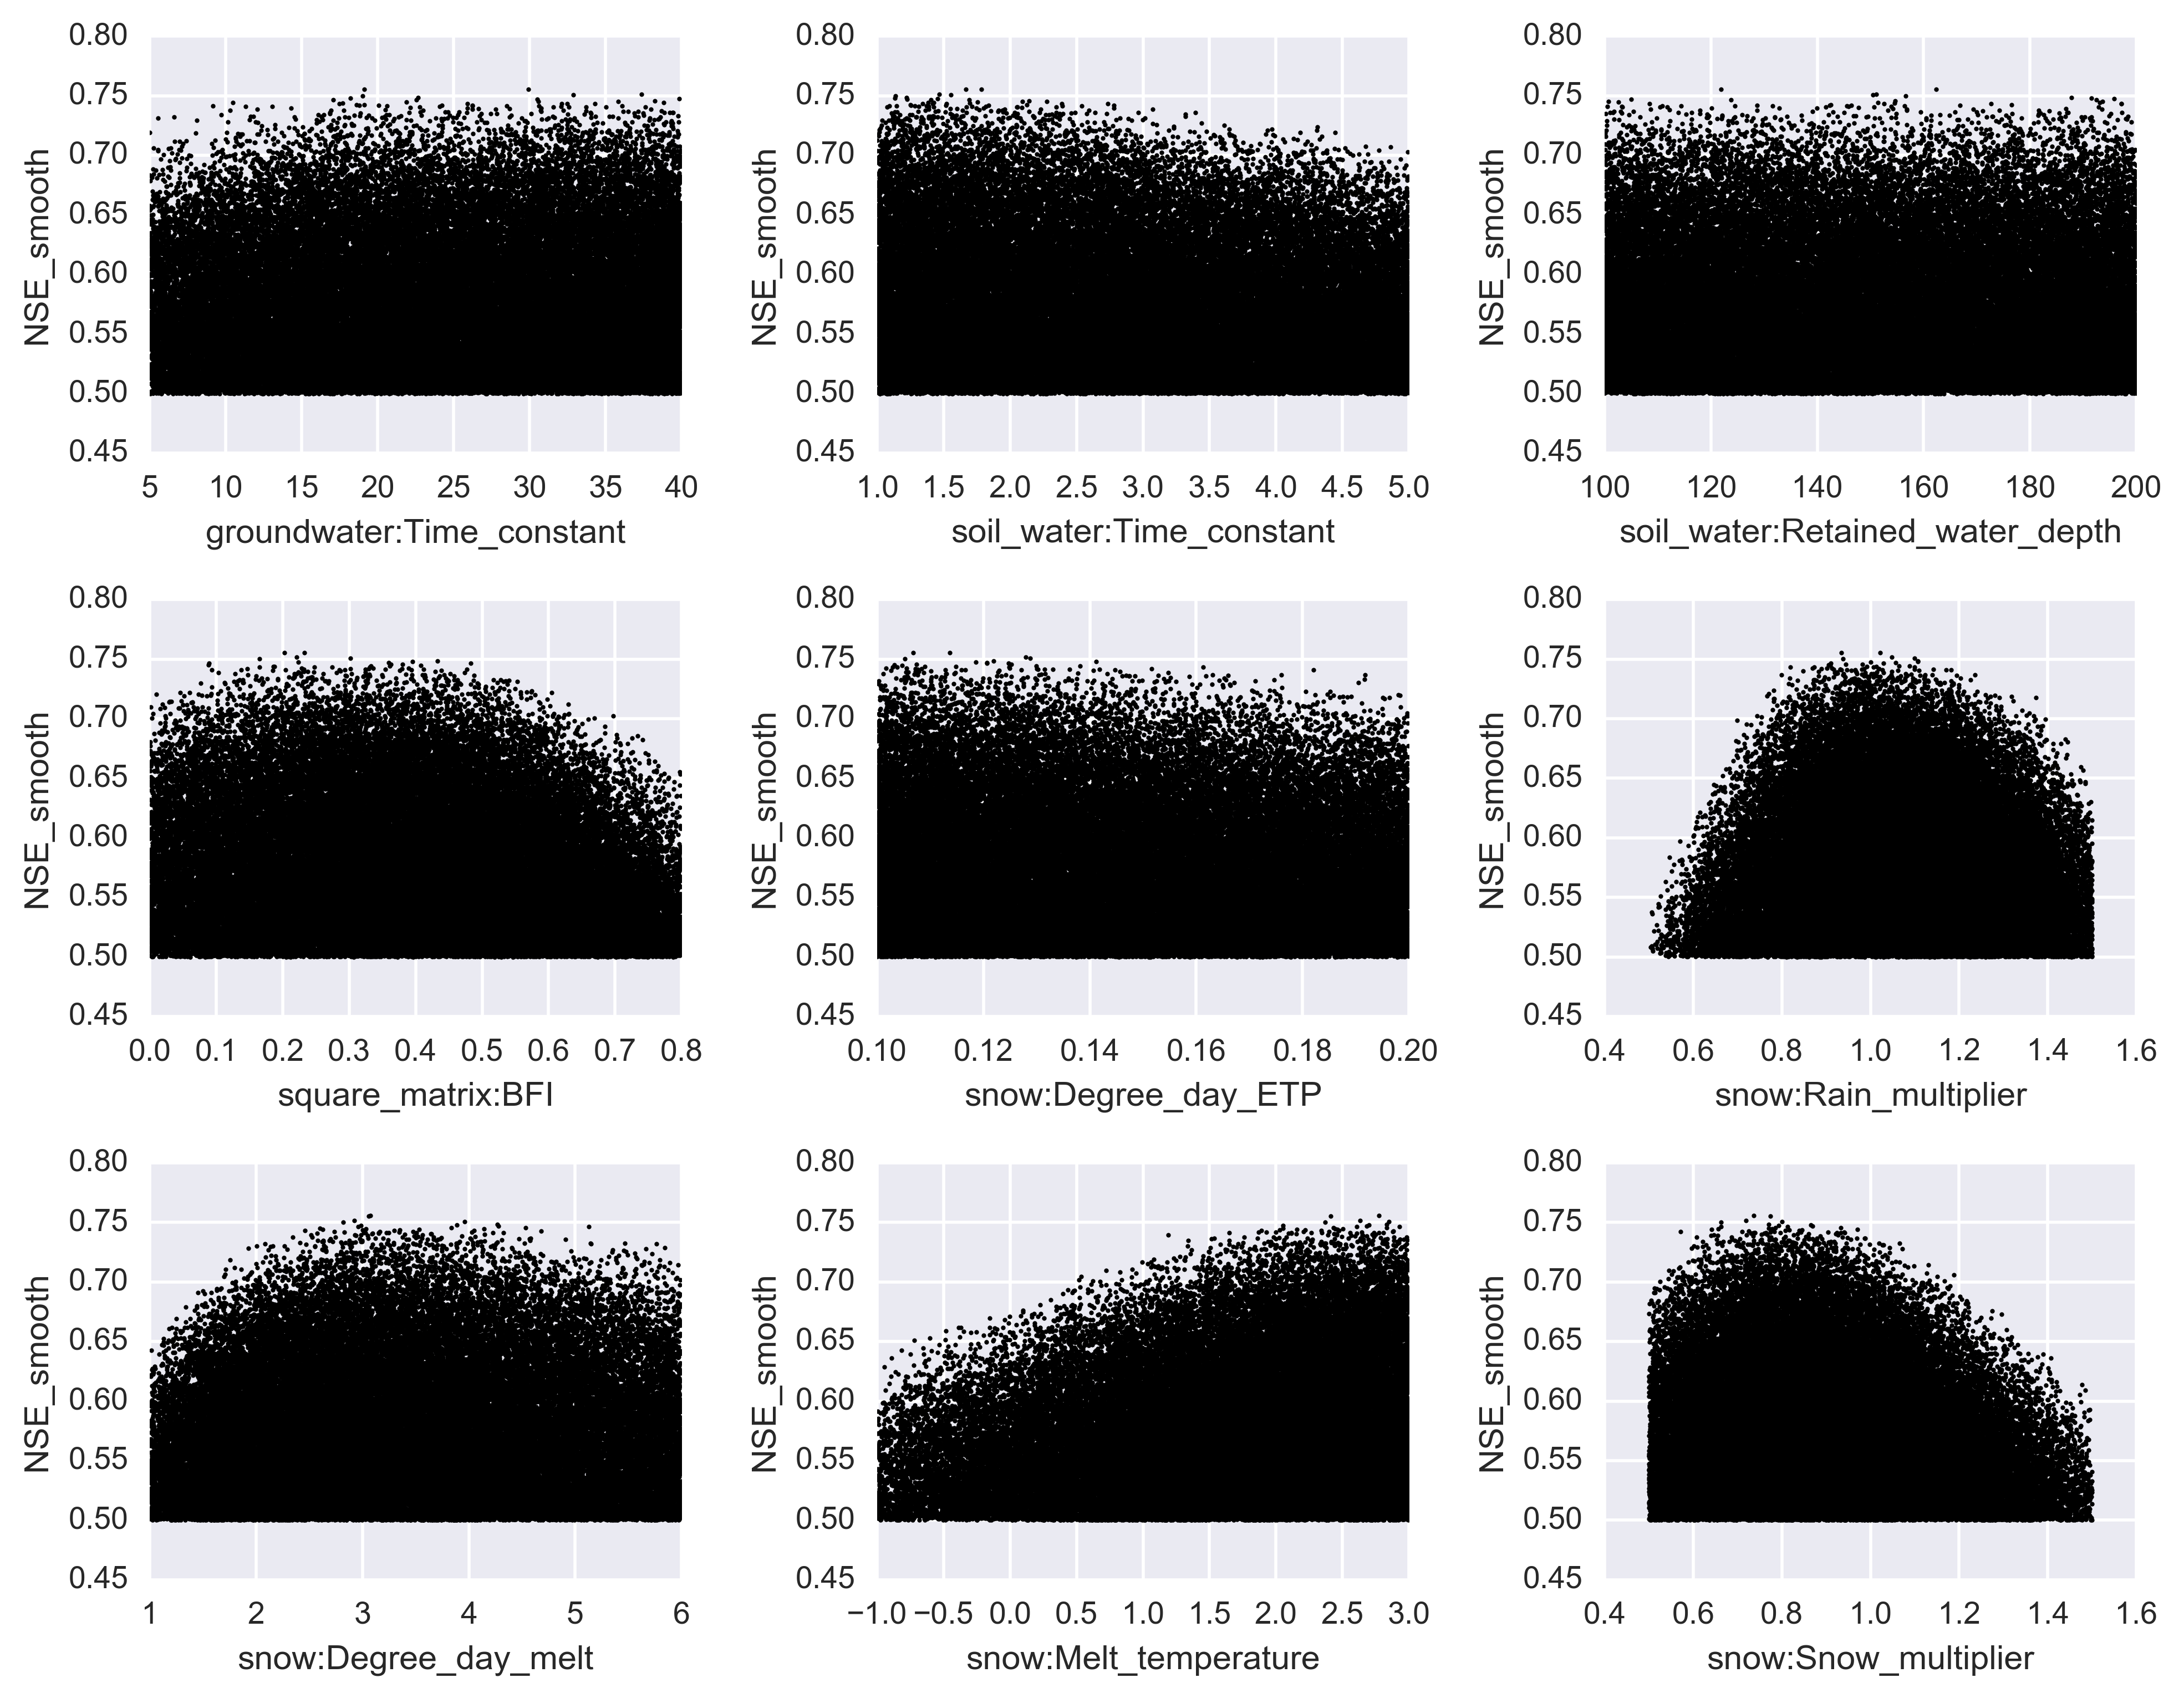 0.80 0.75 0.70 0.65 0.60 0.55 0.50 0.45
NSE_smooth
5 10 15 20 25 30 35 40
groundwater:Time_constant
0.80 0.75 0.70 0.65 0.60 0.55 0.50 0.45
NSE_smooth
1.0 1.5 2.0 2.5 3.0 3.5 4.0 4.5 5.0
soil_water:Time_constant
0.80 0.75 0.70 0.65 0.60 0.55 0.50 0.45
NSE_smooth
100 120 140 160 180 200
soil_water:Retained_water_depth
0.80 0.75 0.70 0.65 0.60 0.55 0.50 0.45
NSE_smooth
0.0 0.1 0.2 0.3 0.4 0.5 0.6 0.7 0.8
square_matrix:BFI
0.80 0.75 0.70 0.65 0.60 0.55 0.50 0.45
NSE_smooth
0.10 0.12 0.14 0.16 0.18 0.20
snow:Degree_day_ETP
0.80 0.75 0.70 0.65 0.60 0.55 0.50 0.45
NSE_smooth
0.4 0.6 0.8 1.0 1.2 1.4 1.6
snow:Rain_multiplier
0.80 0.75 0.70 0.65 0.60 0.55 0.50 0.45
NSE_smooth
1 2 3 4 5 6
snow:Degree_day_melt
0.80 0.75 0.70 0.65 0.60 0.55 0.50 0.45
NSE_smooth
−1.0 −0.5 0.0 0.5 1.0 1.5 2.0 2.5 3.0
snow:Melt_temperature
0.80 0.75 0.70 0.65 0.60 0.55 0.50 0.45
NSE_smooth
0.4 0.6 0.8 1.0 1.2 1.4 1.6
snow:Snow_multiplier